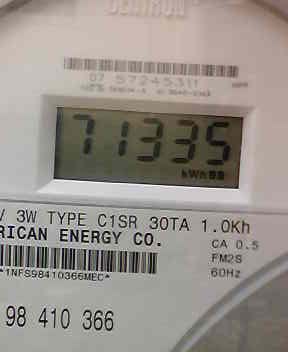 CENTRON
07 57245311
71335
kWh
V 3W TYPE C1SR 30TA 1.0Kh
RICAN ENERGY CO.
CA 0.5
FM2S
60Hz
*1NFS98410366MEC*
98 410 366